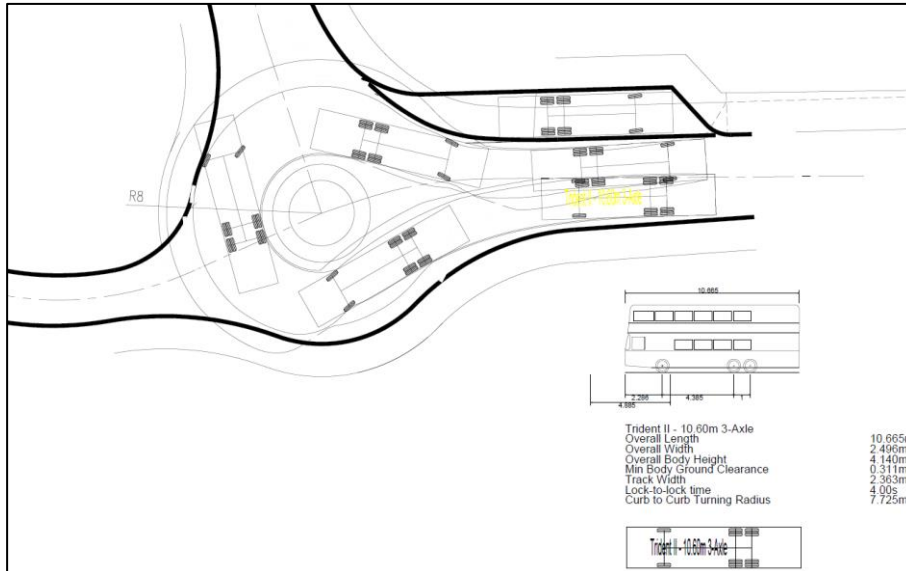 R8
10.665
2.296
4.385
1
4.885
Trident II - 10.60m 3-Axle
Overall Length 10.665m
Overall Width 2.496m
Overall Body Height 4.140m
Min Body Ground Clearance 0.311m
Track Width 2.363m
Lock-to-lock time 4.00s
Curb to Curb Turning Radius 7.725m
Trident II - 10.60m 3-Axle